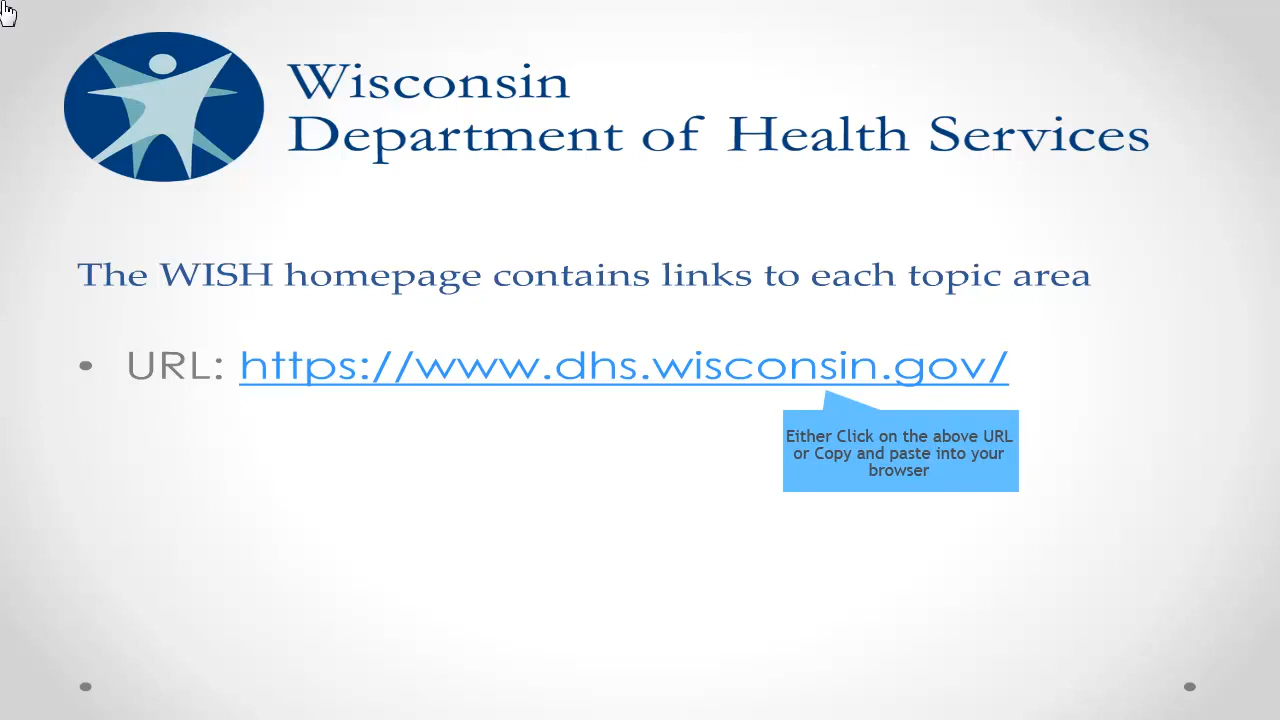 Wisconsin
Department of Health Services
The WISH homepage contains links to each topic area
• URL: https://www.dhs.wisconsin.gov/
Either Click on the above URL
or Copy and paste into your
browser